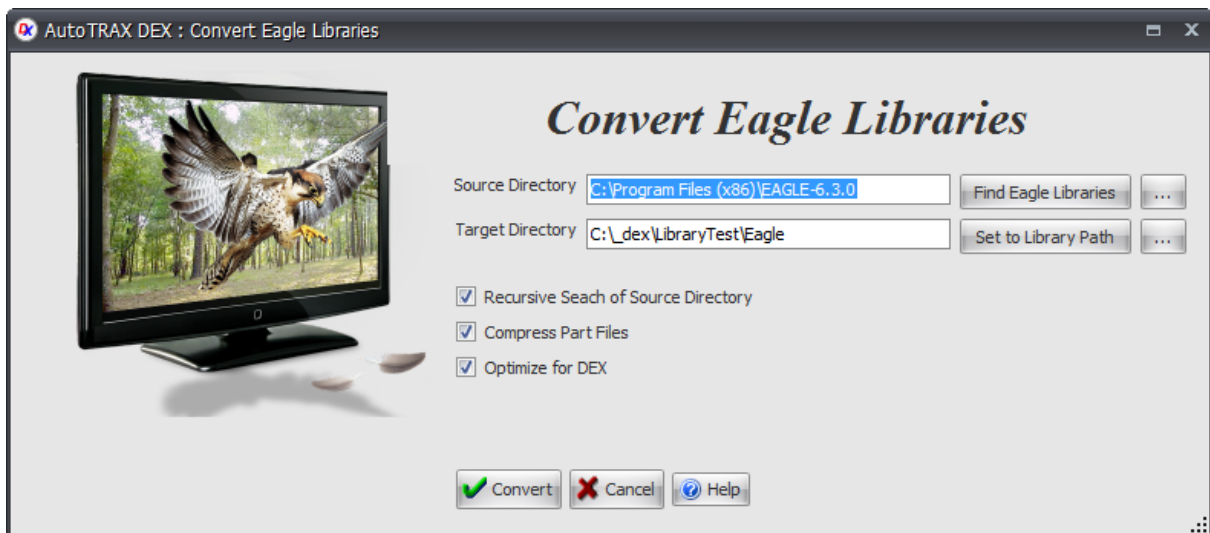 AutoTRAX DEX : Convert Eagle Libraries
Convert Eagle Libraries
Source Directory C:\Program Files (x86)\EAGLE-6.3.0 Find Eagle Libraries ...
Target Directory C:\_dex\LibraryTest\Eagle Set to Library Path ...
Recursive Seach of Source Directory
Compress Part Files
Optimize for DEX
Convert Cancel Help